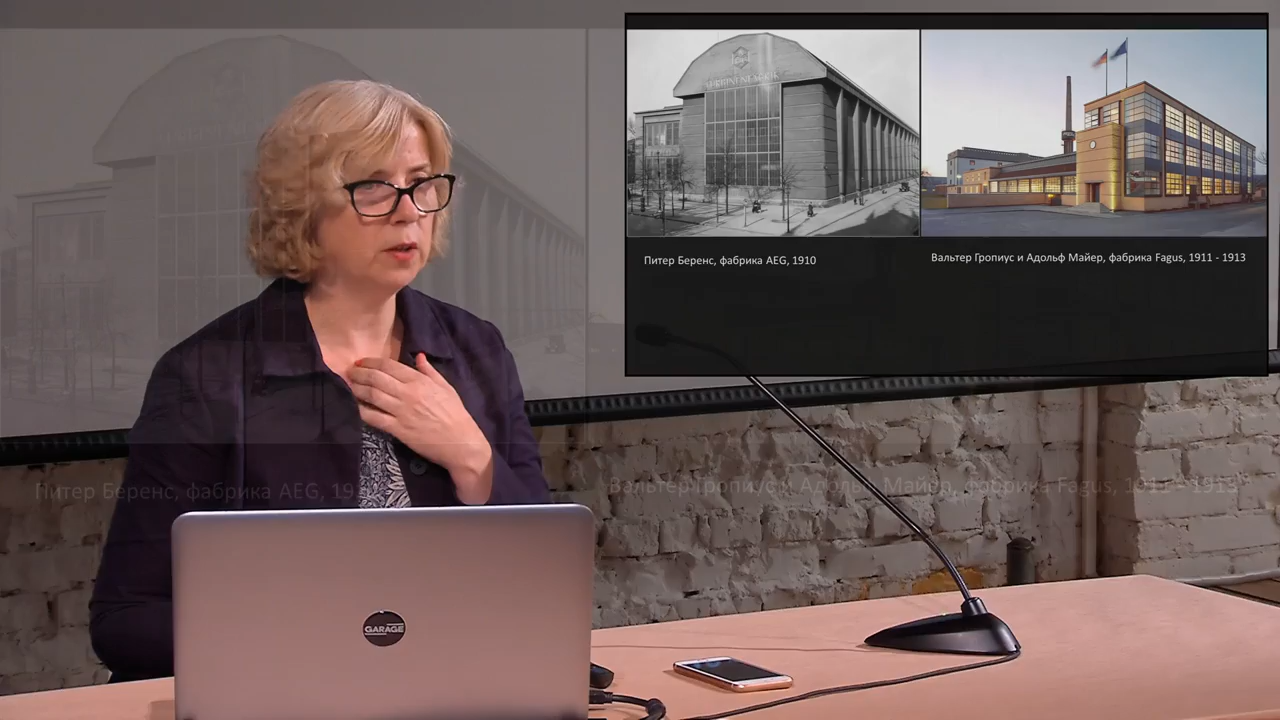 Питер Беренс, фабрика AEG, 1910
Вальтер Гропиус и Адольф Майер, фабрика Fagus, 1911 - 1913
GARAGE